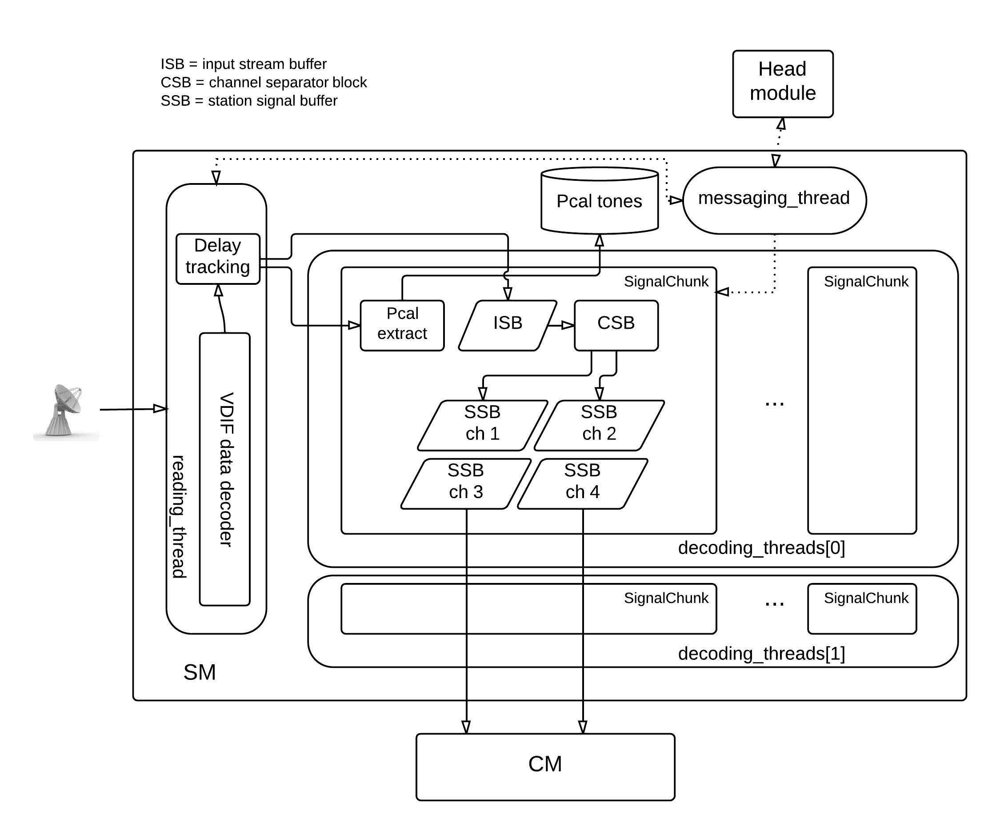 ISB = input stream buffer
CSB = channel separator block
SSB = station signal buffer
Head
module
Pcal tones
messaging_thread
Delay
tracking
SignalChunk
SignalChunk
Pcal
extract
ISB
CSB
VDIF data decoder
reading_thread
...
SSB
ch 1
SSB
ch 2
SSB
ch 3
SSB
ch 4
decoding_threads[0]
SignalChunk
...
SignalChunk
decoding_threads[1]
SM
CM